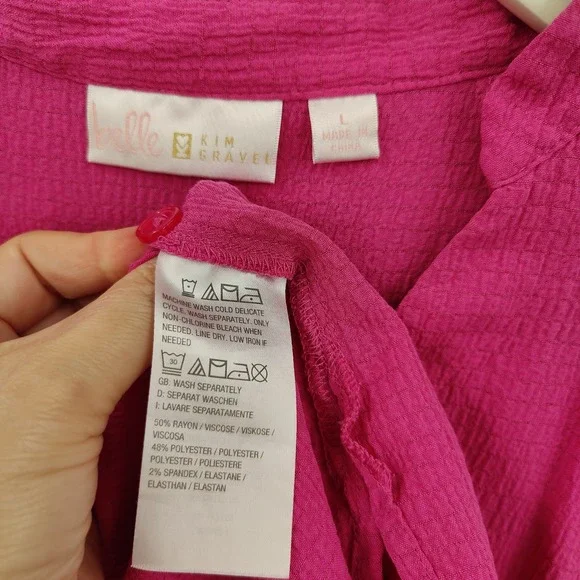 belle
KIM
GRAVEL
L
MADE IN
CHINA
MACHINE WASH COLD DELICATE
CYCLE. WASH SEPARATELY. ONLY
NON-CHLORINE BLEACH WHEN
NEEDED. LINE DRY. LOW IRON IF
NEEDED
30
GB: WASH SEPARATELY
D: SEPARAT WASCHEN
I: LAVARE SEPARATAMENTE
50% RAYON / VISCOSE / VISKOSE /
VISCOSA
48% POLYESTER / POLYESTER /
POLYESTER / POLIESTERE
2% SPANDEX / ELASTANE /
ELASTHAN / ELASTAN